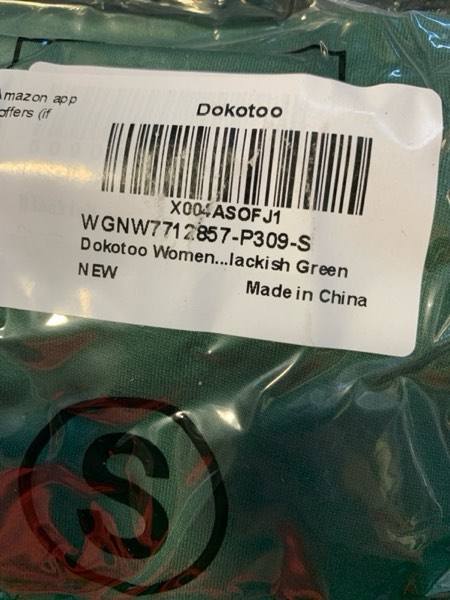 Amazon app
offers (if
Dokotoo
X004ASOFJ1
WGNW7712857-P309-S
Dokotoo Women...lackish Green
NEW
Made in China
S